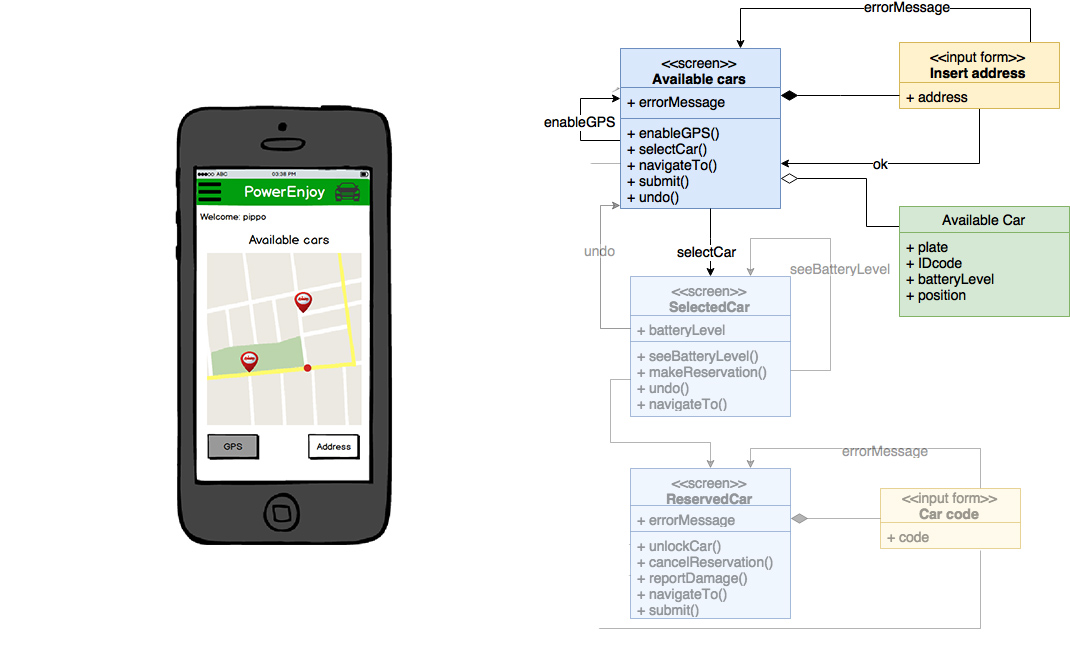 ABC
03:38 PM
PowerEnjoy
Welcome: pippo
Available cars
GPS
Address
errorMessage
<<screen>>
Available cars
+ errorMessage
+ enableGPS()
+ selectCar()
+ navigateTo()
+ submit()
+ undo()
enableGPS
<<input form>>
Insert address
+ address
ok
Available Car
+ plate
+ IDcode
+ batteryLevel
+ position
undo
selectCar
seeBatteryLevel
<<screen>>
SelectedCar
+ batteryLevel
+ seeBatteryLevel()
+ makeReservation()
+ undo()
+ navigateTo()
errorMessage
<<screen>>
ReservedCar
+ errorMessage
+ unlockCar()
+ cancelReservation()
+ reportDamage()
+ navigateTo()
+ submit()
<<input form>>
Car code
+ code